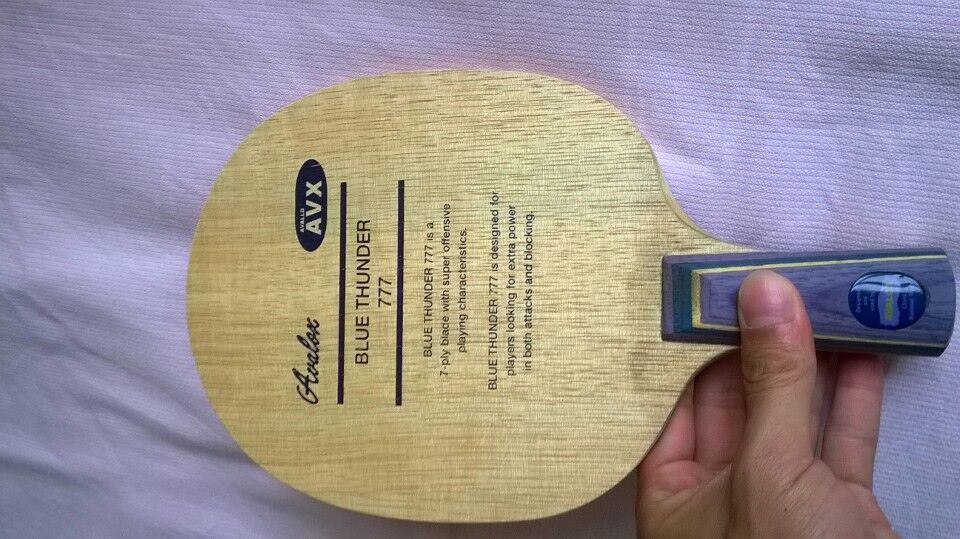 Avalox
AVALLO
AVX
BLUE THUNDER
777
BLUE THUNDER 777 is a
7-ply blade with super offensive
playing characteristics.
BLUE THUNDER 777 is designed for
players looking for extra power
in both attacks and blocking.